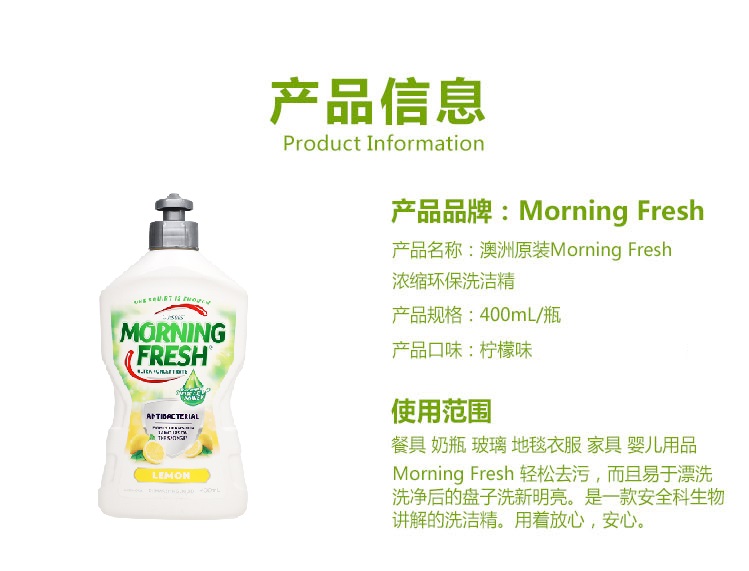 产品信息
Product Information
产品品牌：Morning Fresh
产品名称：澳洲原装Morning Fresh
浓缩环保洗洁精
产品规格：400mL/瓶
产品口味：柠檬味
使用范围
餐具 奶瓶 玻璃 地毯衣服 家具 婴儿用品
Morning Fresh 轻松去污，而且易于漂洗
洗净后的盘子洗新明亮。是一款安全科生物
讲解的洗洁精。用着放心，安心。
MORNING
FRESH
ANTIBACTERIAL
LEMON